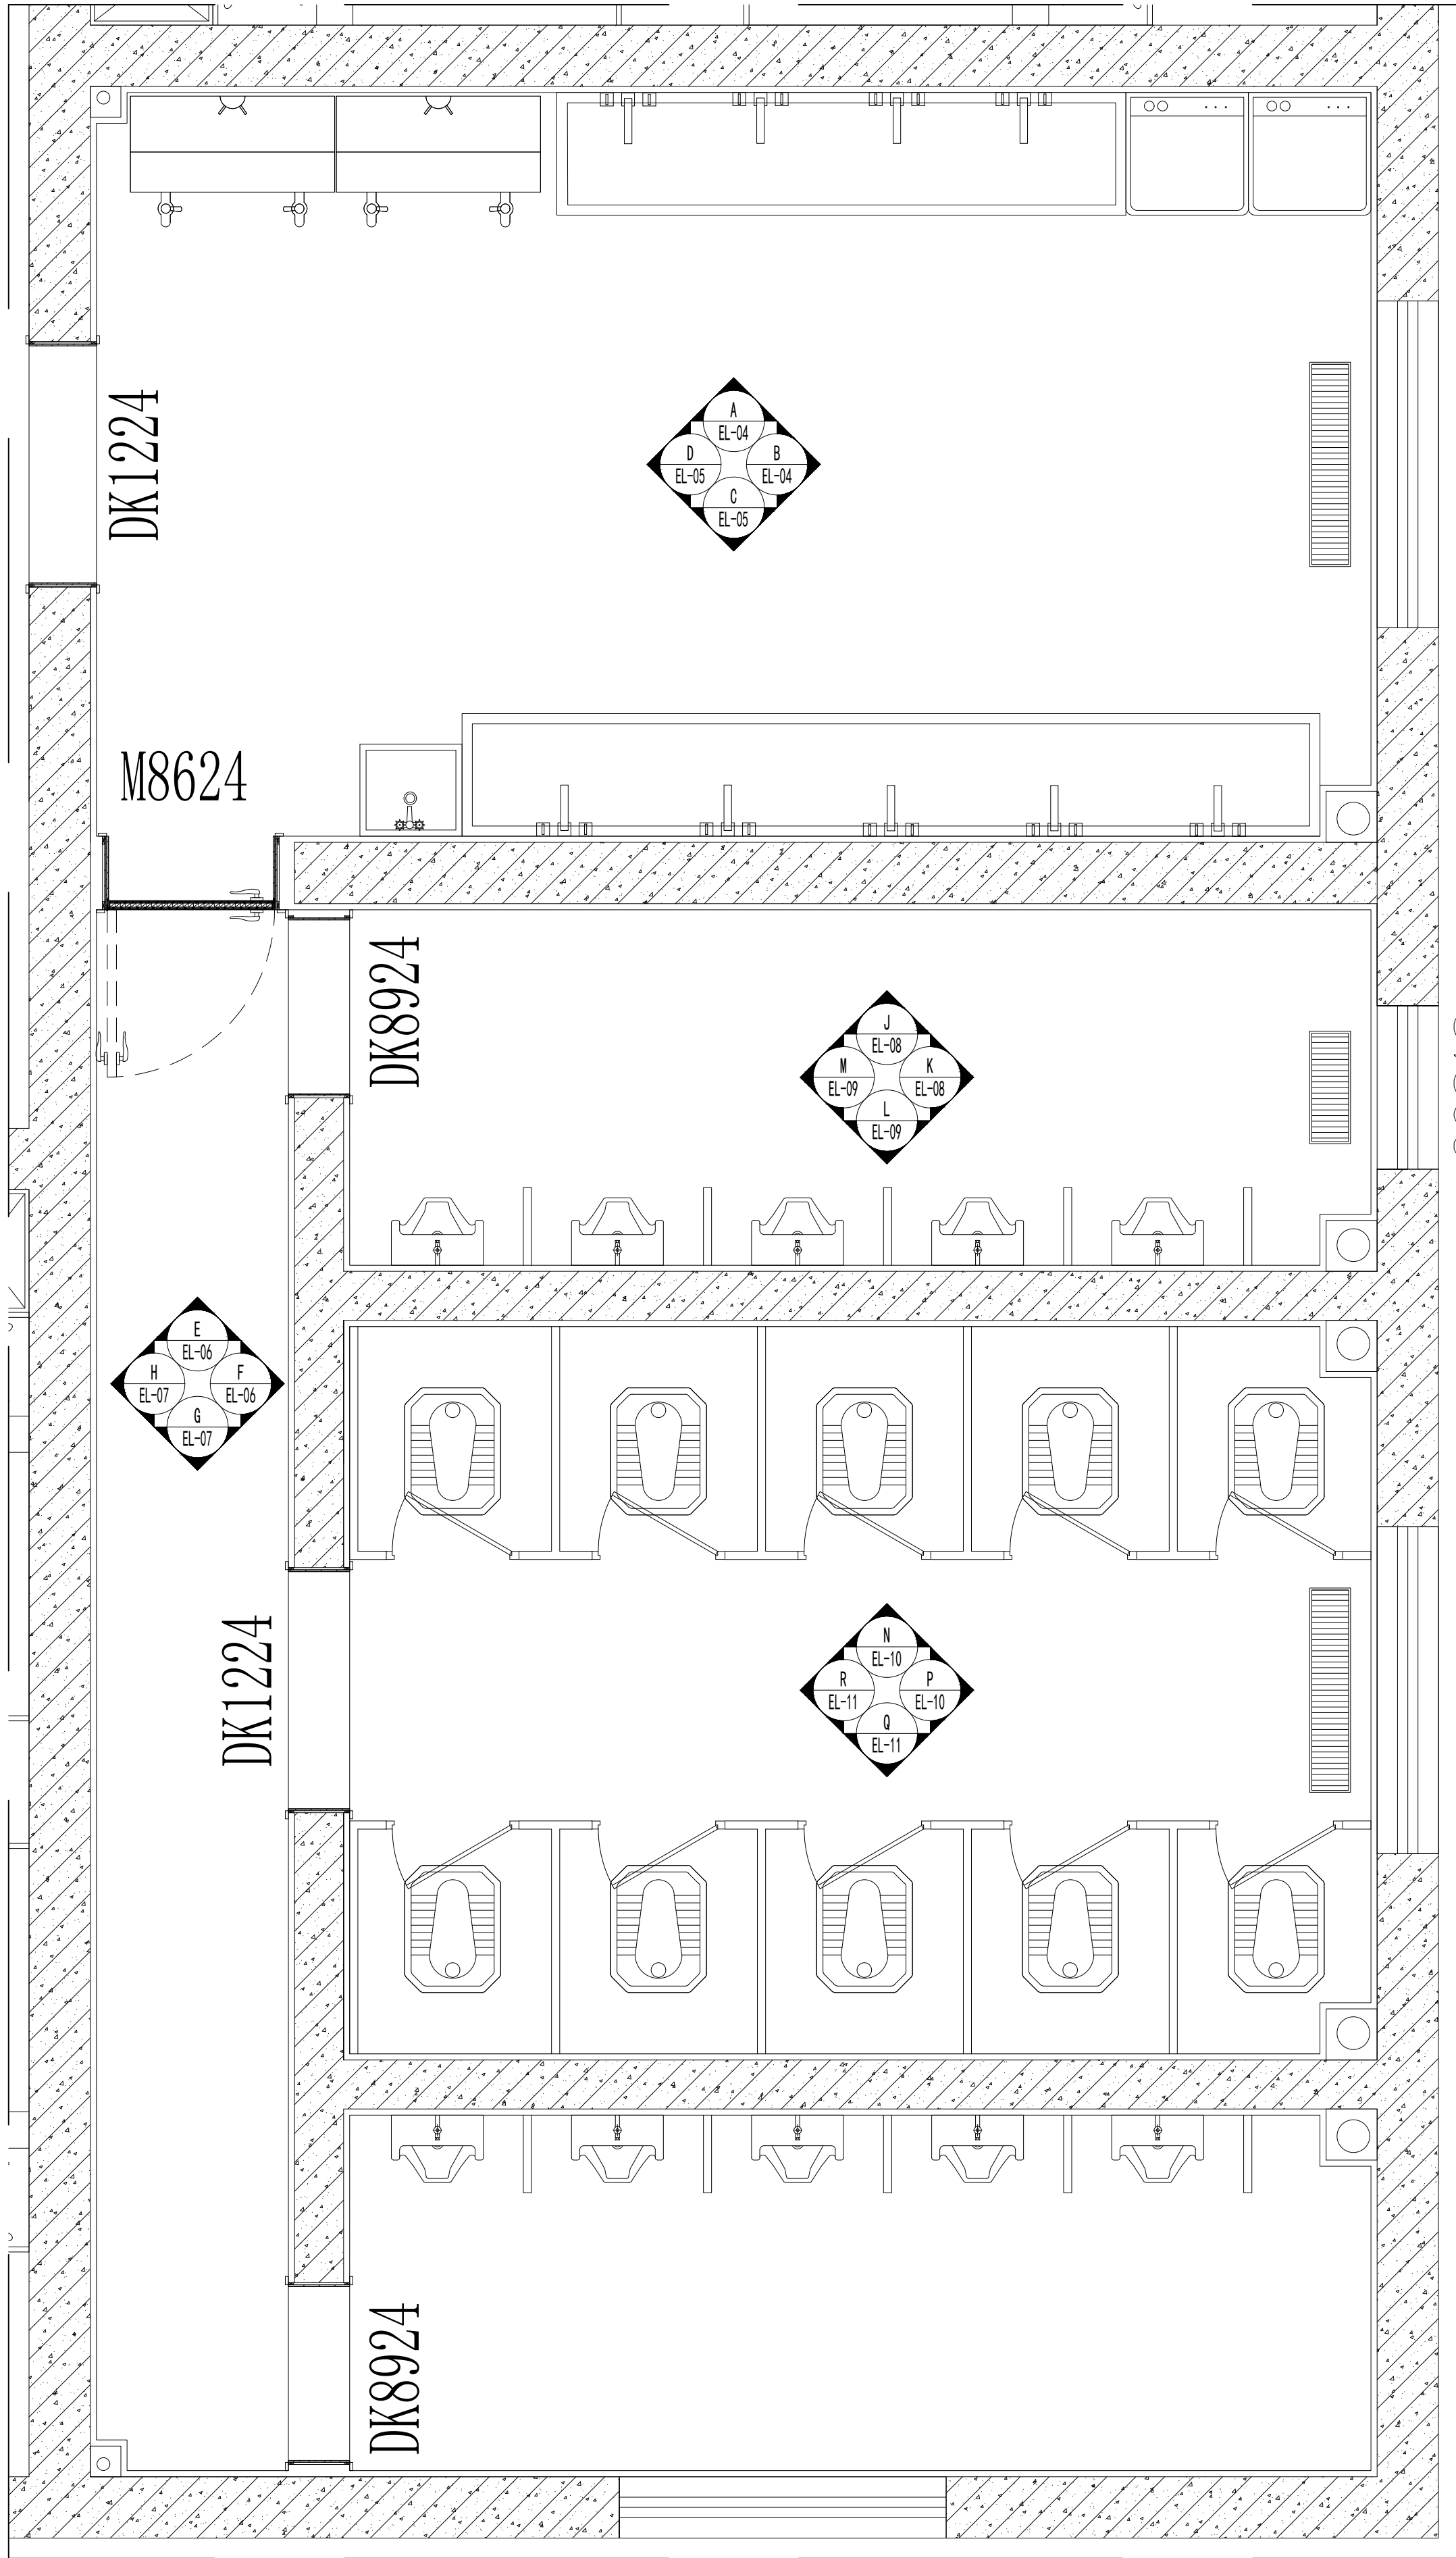 DK1224
A
EL-04
D
EL-05
B
EL-04
C
EL-05
M8624
DK8924
J
EL-08
M
EL-09
K
EL-08
L
EL-09
E
EL-06
H
EL-07
F
EL-06
G
EL-07
DK1224
N
EL-10
R
EL-11
P
EL-10
Q
EL-11
DK8924